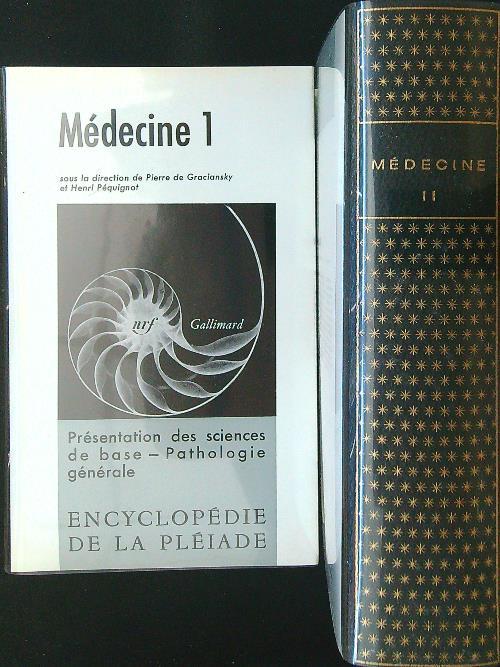 Médecine 1
sous la direction de Pierre de Graciansky
et Henri Péquignot
nrf
Gallimard
Présentation des sciences
de base – Pathologie
générale
ENCYCLOPÉDIE
DE LA PLÉIADE
MÉDECINE
II